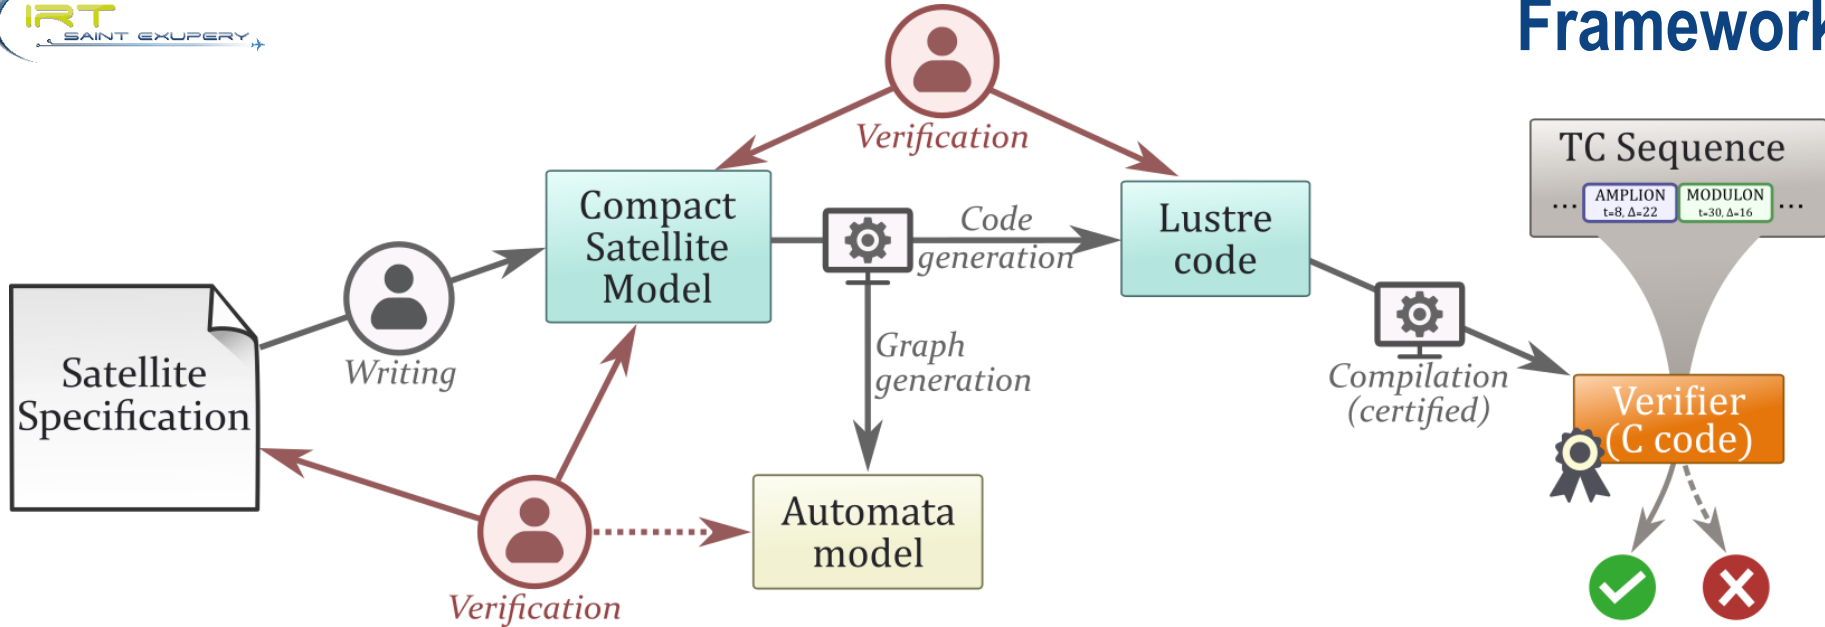 IRT
SAINT EXUPERY
Framework
Verification
TC Sequence
... AMPLION MODULON ...
t=8, Δ=22 t=30, Δ=16
Compact
Satellite
Model
Code
generation
Lustre
code
Writing
Graph
generation
Satellite
Specification
Compilation
(certified)
Verifier
(C code)
Automata
model
Verification